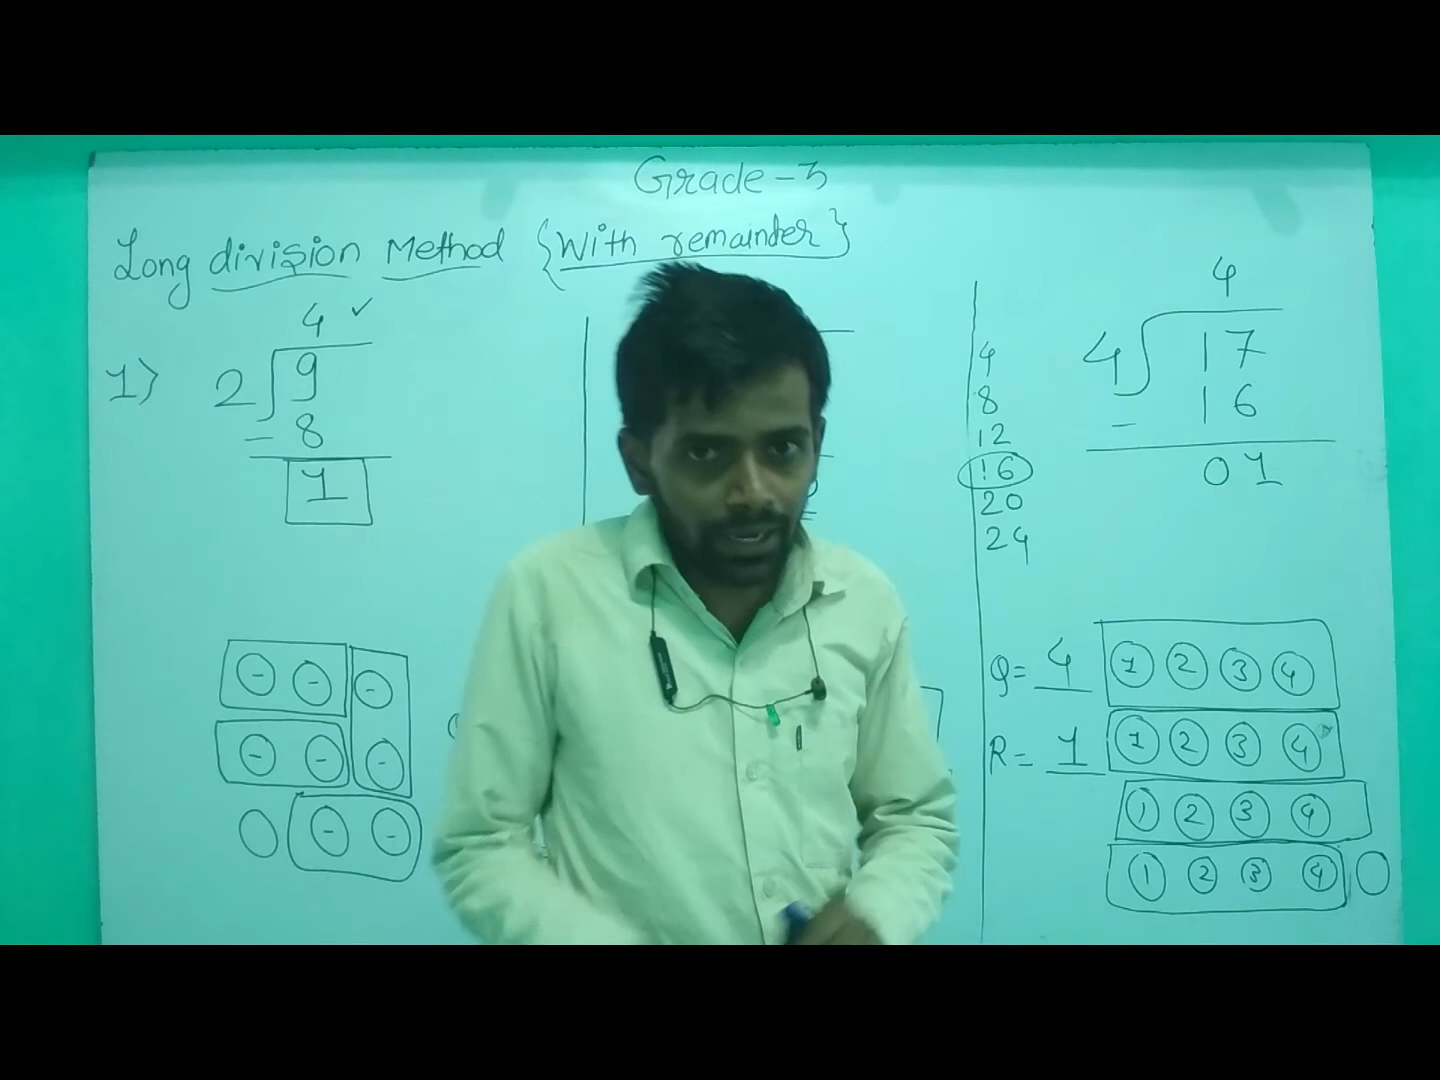 Grade-3
Long division Method {With remainder}
4 ✓
1) 2 9
- 8
1
4
8
12
16
20
24
4
4 17
- 16
01
Q= 4
R= 1
1 2 3 4
1 2 3 4
1 2 3 4
1 2 3 4